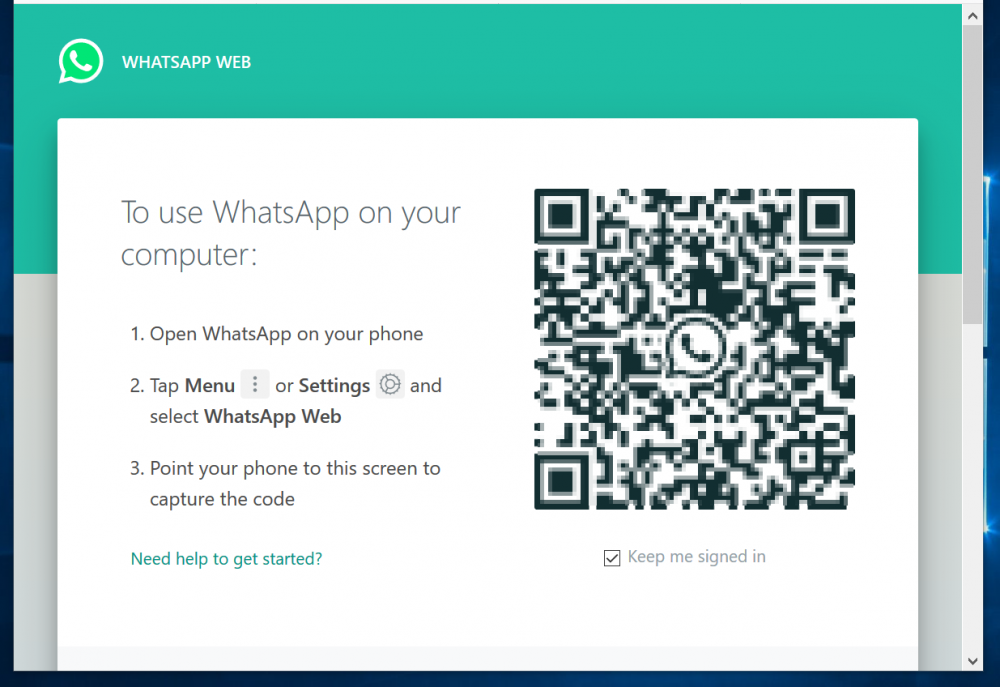 WHATSAPP WEB
To use WhatsApp on your
computer:
1. Open WhatsApp on your phone
2. Tap Menu or Settings and
select WhatsApp Web
3. Point your phone to this screen to
capture the code
Need help to get started?
Keep me signed in